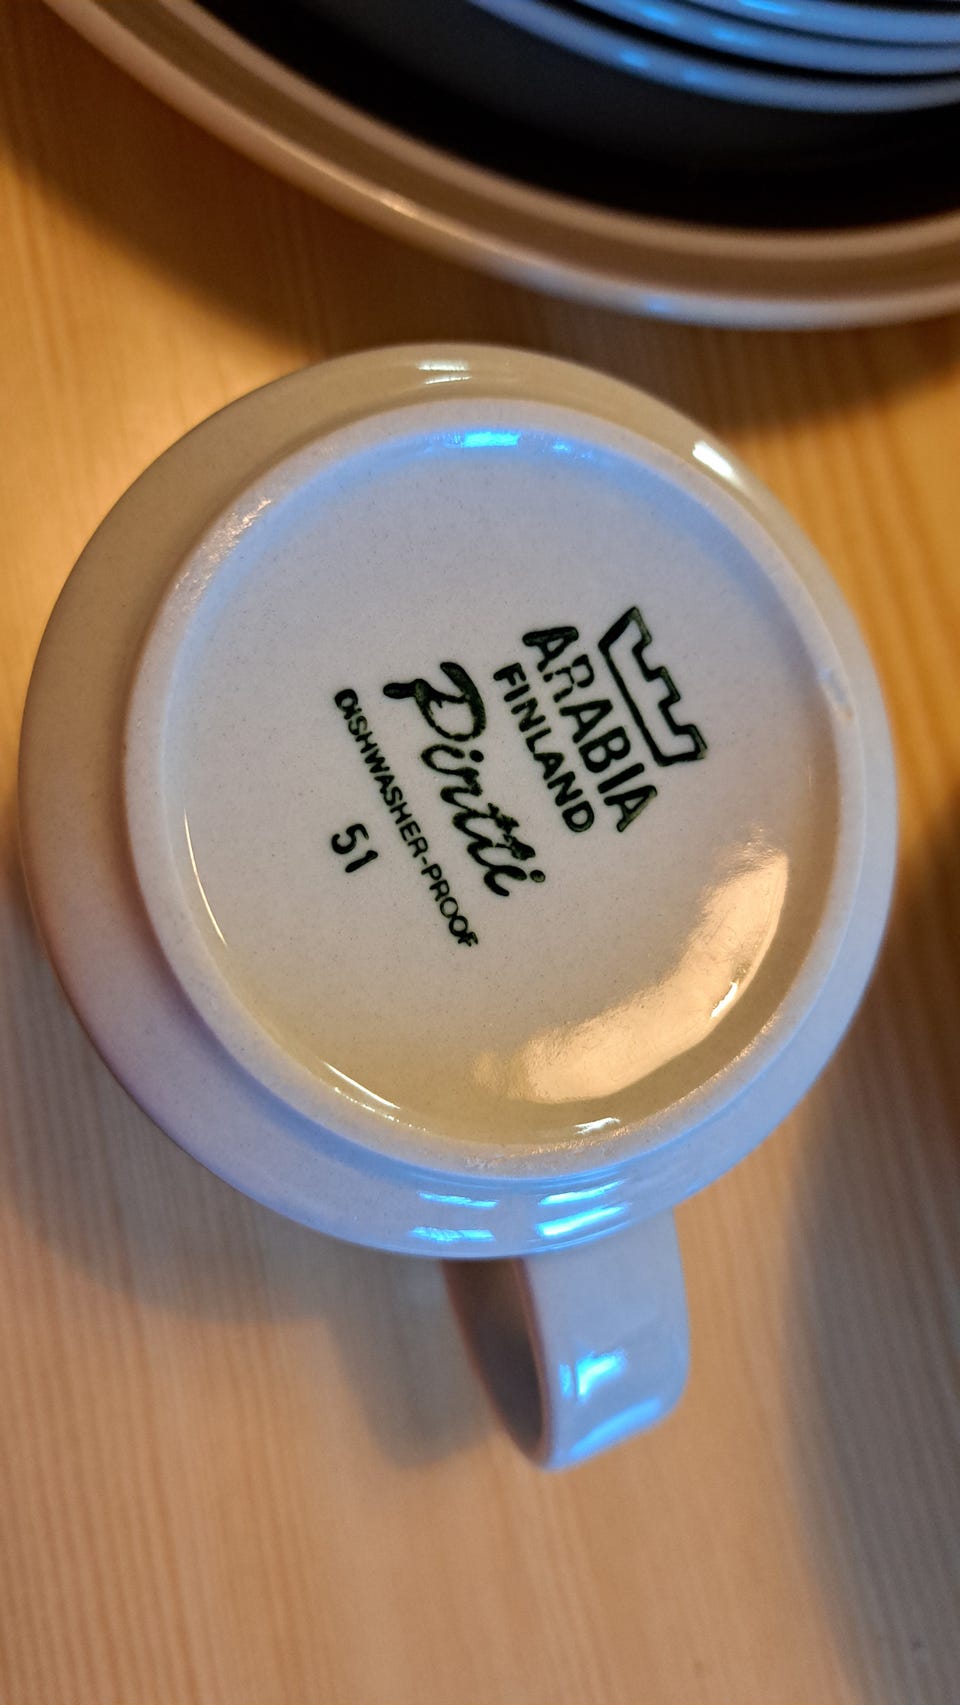 ARABIA
FINLAND
Pirtti
DISHWASHER-PROOF
51